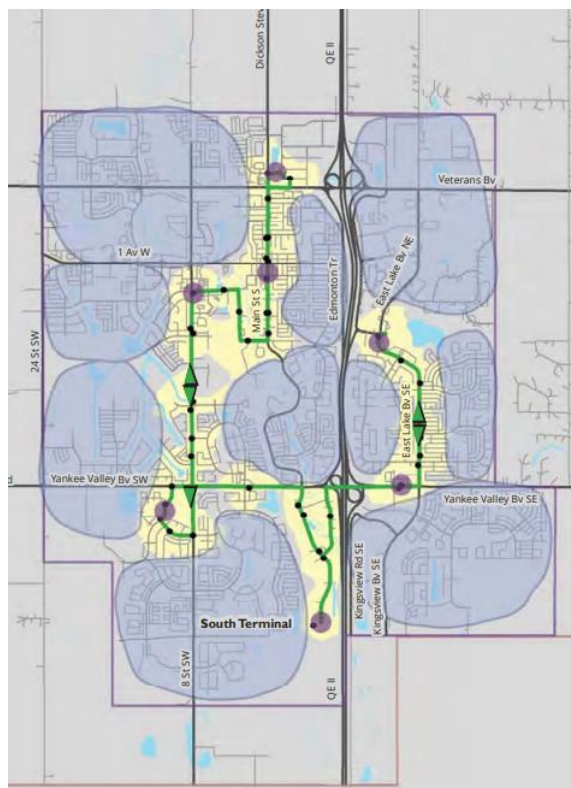 Dickson Stev
QE II
Veterans Bv
1 Av W
East Lake Bv NE
Edmonton Tr
Main St S
24 St SW
East Lake Bv SE
d
Yankee Valley Bv SW
Yankee Valley Bv SE
Kingsview Rd SE
Kingsview Bv SE
South Terminal
8 St SW
QE II